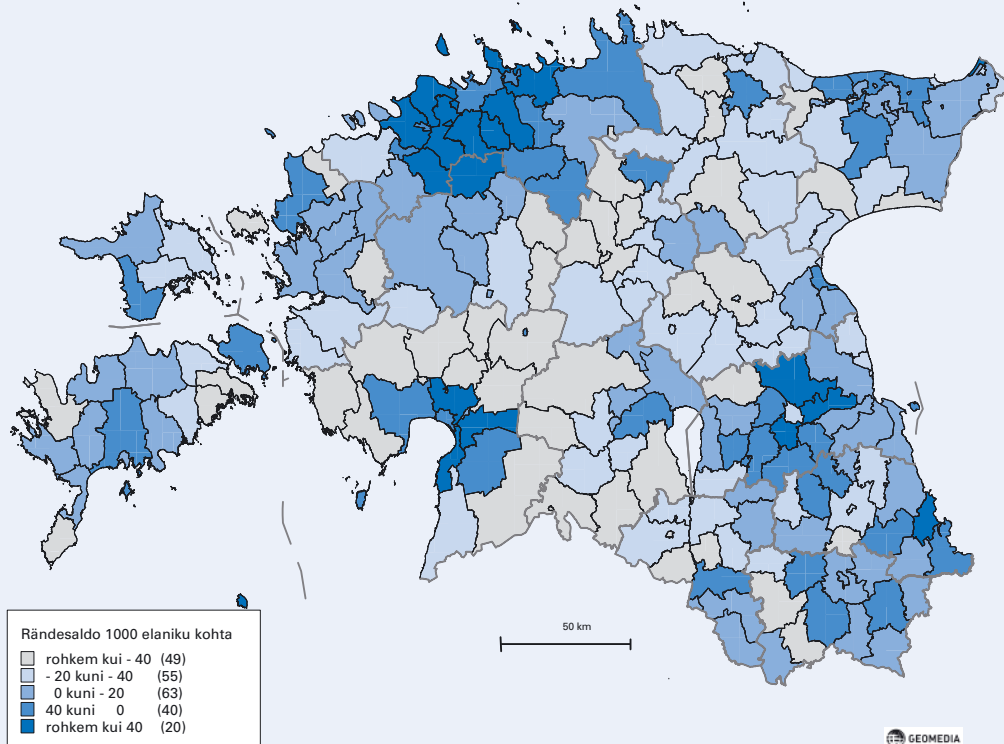 50 km
Rändesaldo 1000 elaniku kohta
rohkem kui - 40 (49)
- 20 kuni - 40 (55)
0 kuni - 20 (63)
40 kuni 0 (40)
rohkem kui 40 (20)
GEOMEDIA